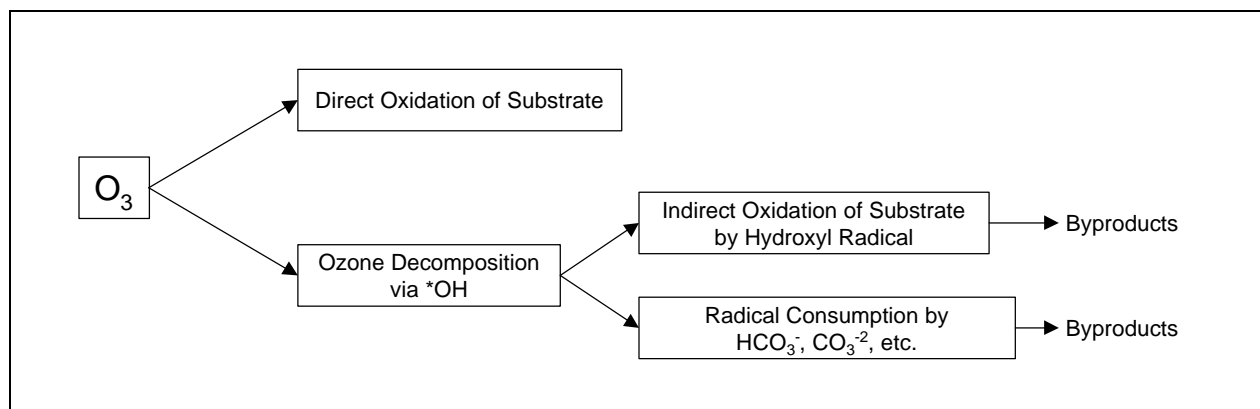 Direct Oxidation of Substrate
O₃
Indirect Oxidation of Substrate
by Hydroxyl Radical
Byproducts
Ozone Decomposition
via *OH
Radical Consumption by
HCO₃⁻, CO₃⁻², etc.
Byproducts